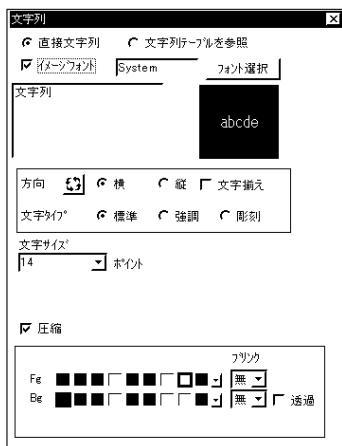 文字列
直接文字列 文字列テーブルを参照
イメージフォント System フォント選択
文字列
abcde
方向 横 縦 文字揃え
文字タイプ 標準 強調 彫刻
文字サイズ
14 ポイント
圧縮
ブリンク
Fg 無
Bg 無 透過